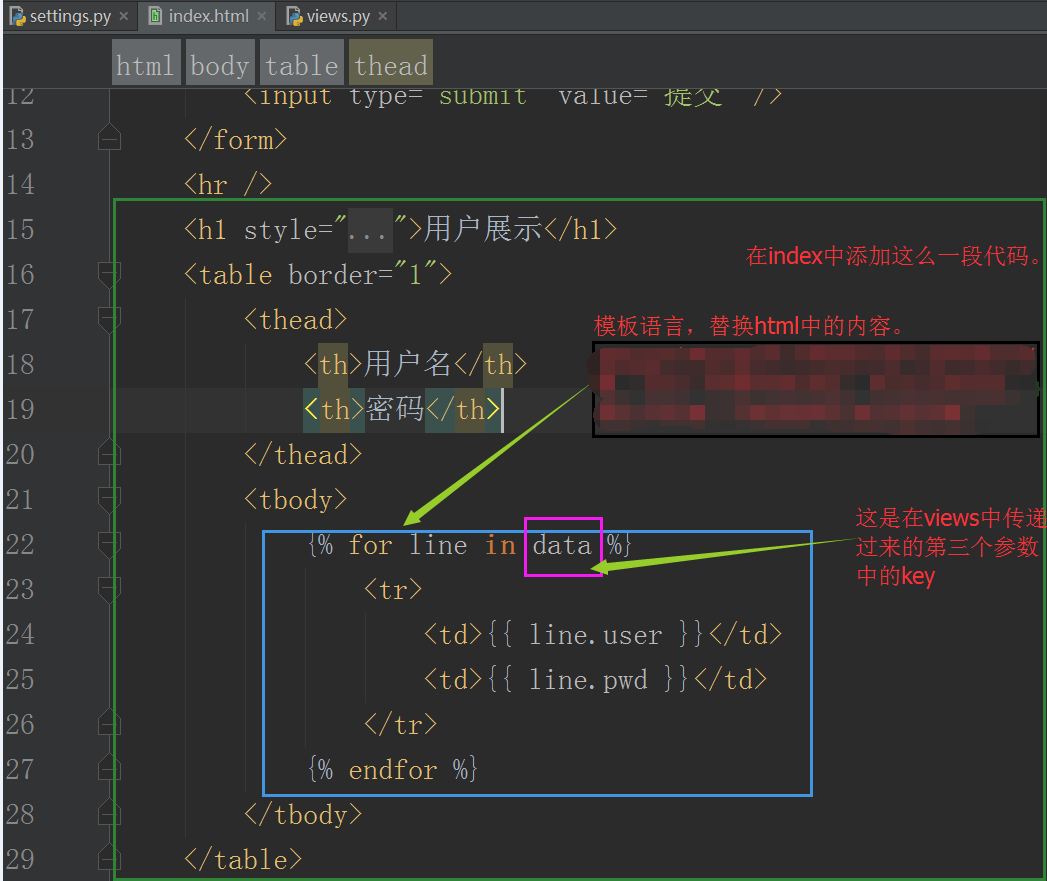 settings.py
index.html
views.py
html body table thead
12 <input type="submit" value="提交" />
13 </form>
14 <hr />
15 <h1 style="...">用户展示</h1>
在index中添加这么一段代码。
16 <table border="1">
17 <thead>
模板语言，替换html中的内容。
18 <th>用户名</th>
19 <th>密码</th>
20 </thead>
21 <tbody>
22 {% for line in data %}
这是在views中传递
过来的第三个参数
中的key
23 <tr>
24 <td>{{ line.user }}</td>
25 <td>{{ line.pwd }}</td>
26 </tr>
27 {% endfor %}
28 </tbody>
29 </table>